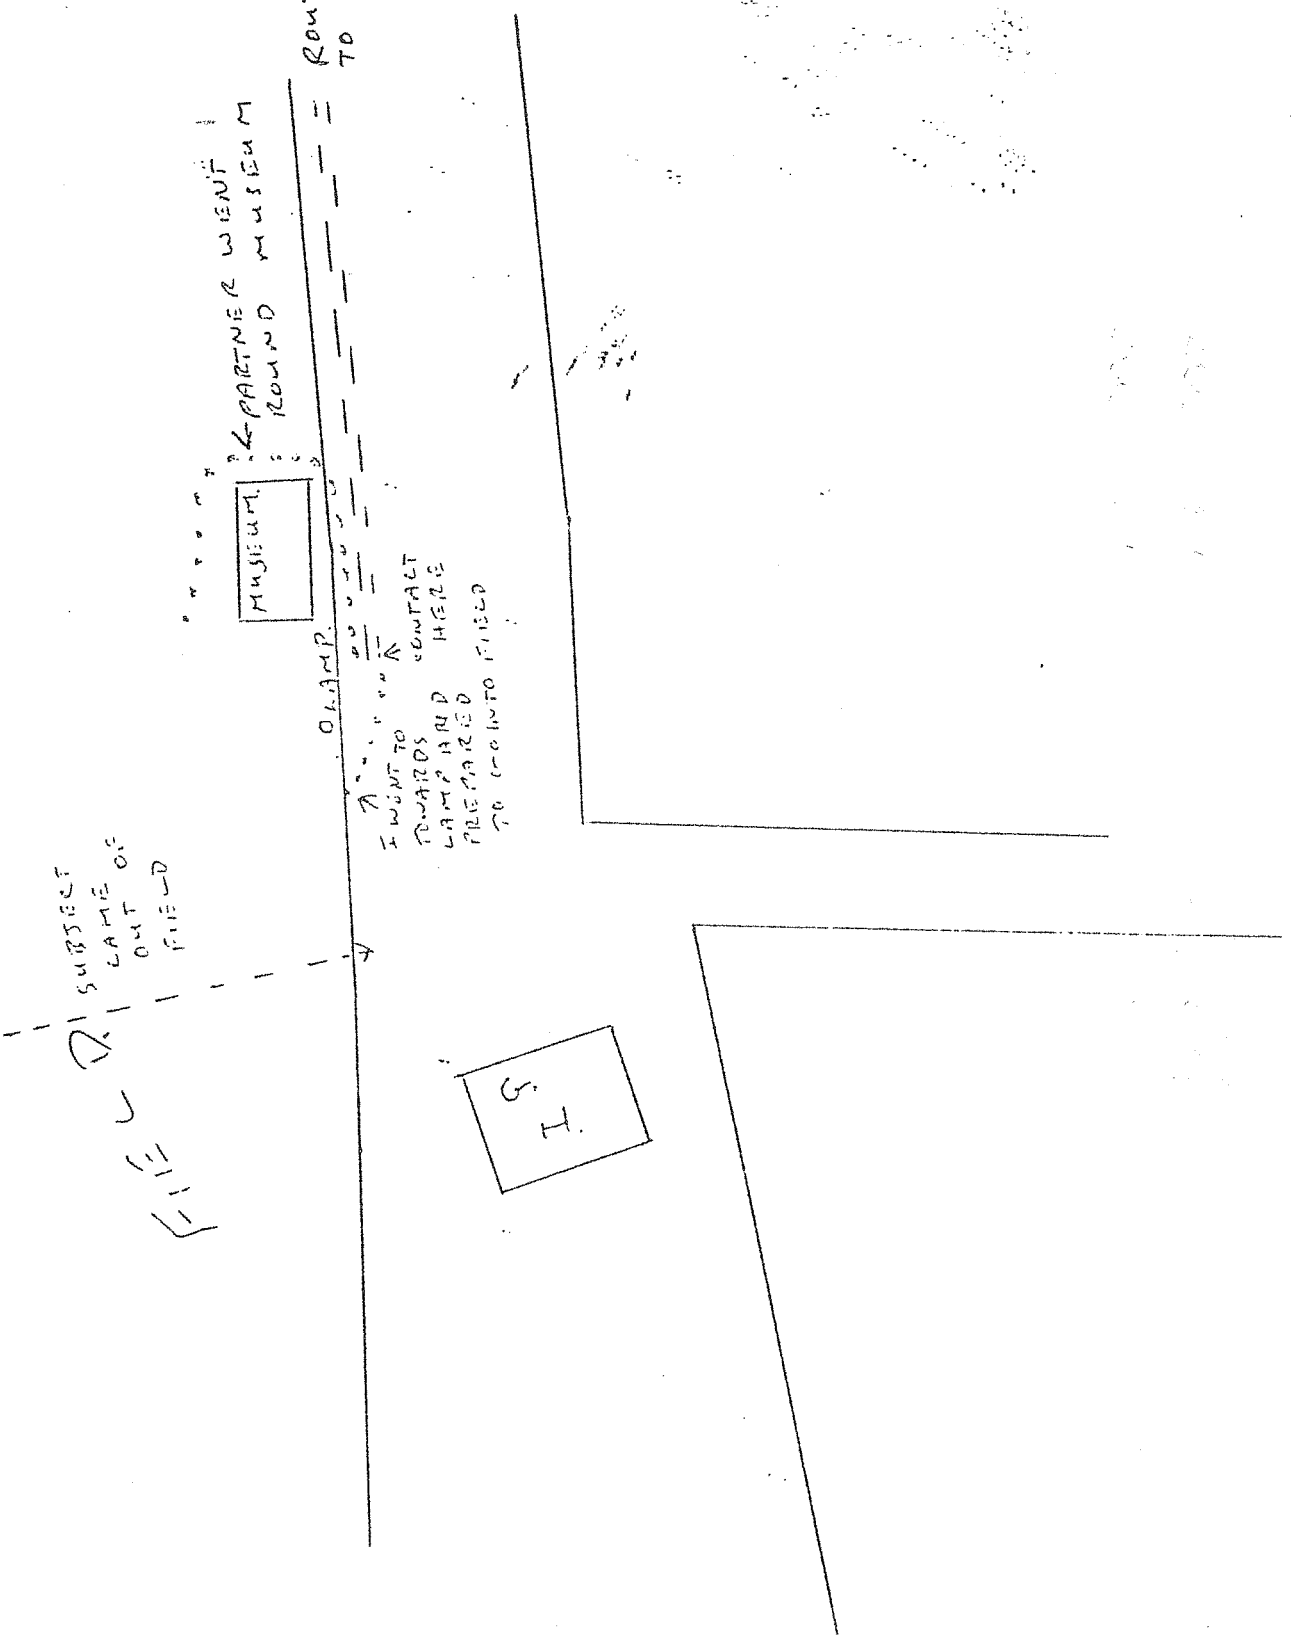 FIELD
SUBJECT
CAME OF
OUT
FIELD
MUSEUM.
← PARTNER WENT
ROUND MUSEUM
O LAMP.
I WENT TO
TOWARDS
LAMP AND
PREPARED
TO GO INTO FIELD
CONTACT
HERE
TO
G
I.